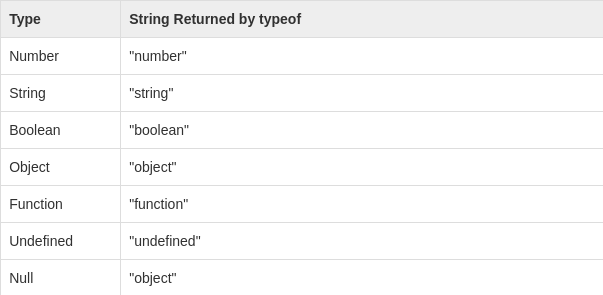 Type String Returned by typeof
Number "number"
String "string"
Boolean "boolean"
Object "object"
Function "function"
Undefined "undefined"
Null "object"